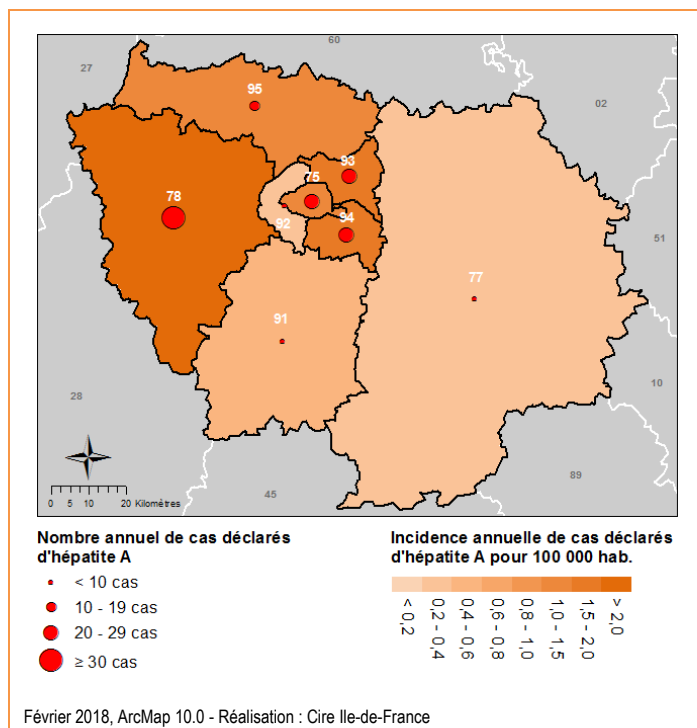 60
27
02
95
93
75
78
94
92
51
77
91
10
28
89
45
0 5 10 20 Kilomètres
Nombre annuel de cas déclarés
d'hépatite A
< 10 cas
10 - 19 cas
20 - 29 cas
≥ 30 cas
Incidence annuelle de cas déclarés
d'hépatite A pour 100 000 hab.
< 0,2
0,2 - 0,4
0,4 - 0,6
0,6 - 0,8
0,8 - 1,0
1,0 - 1,5
1,5 - 2,0
> 2,0
Février 2018, ArcMap 10.0 - Réalisation : Cire Ile-de-France